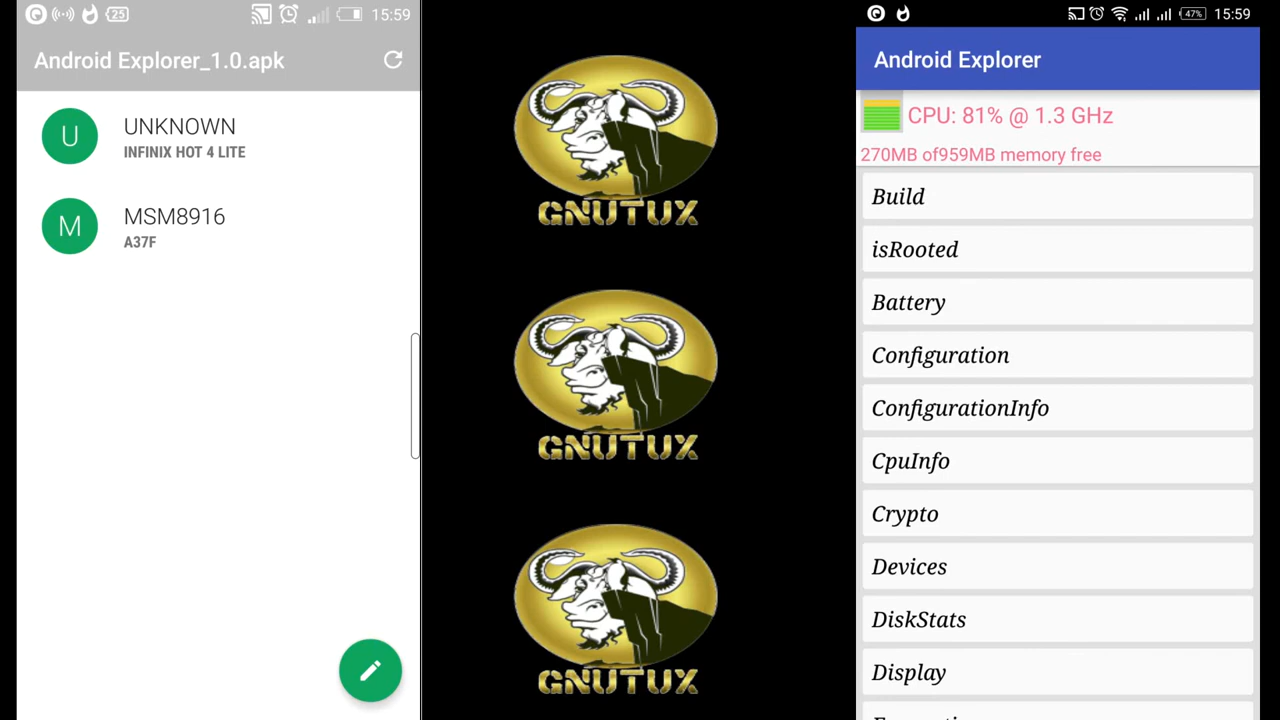 25
15:59
Android Explorer_1.0.apk
U
UNKNOWN
INFINIX HOT 4 LITE
M
MSM8916
A37F
GNUTUX
GNUTUX
GNUTUX
47%
15:59
Android Explorer
CPU: 81% @ 1.3 GHz
270MB of959MB memory free
Build
isRooted
Battery
Configuration
ConfigurationInfo
CpuInfo
Crypto
Devices
DiskStats
Display